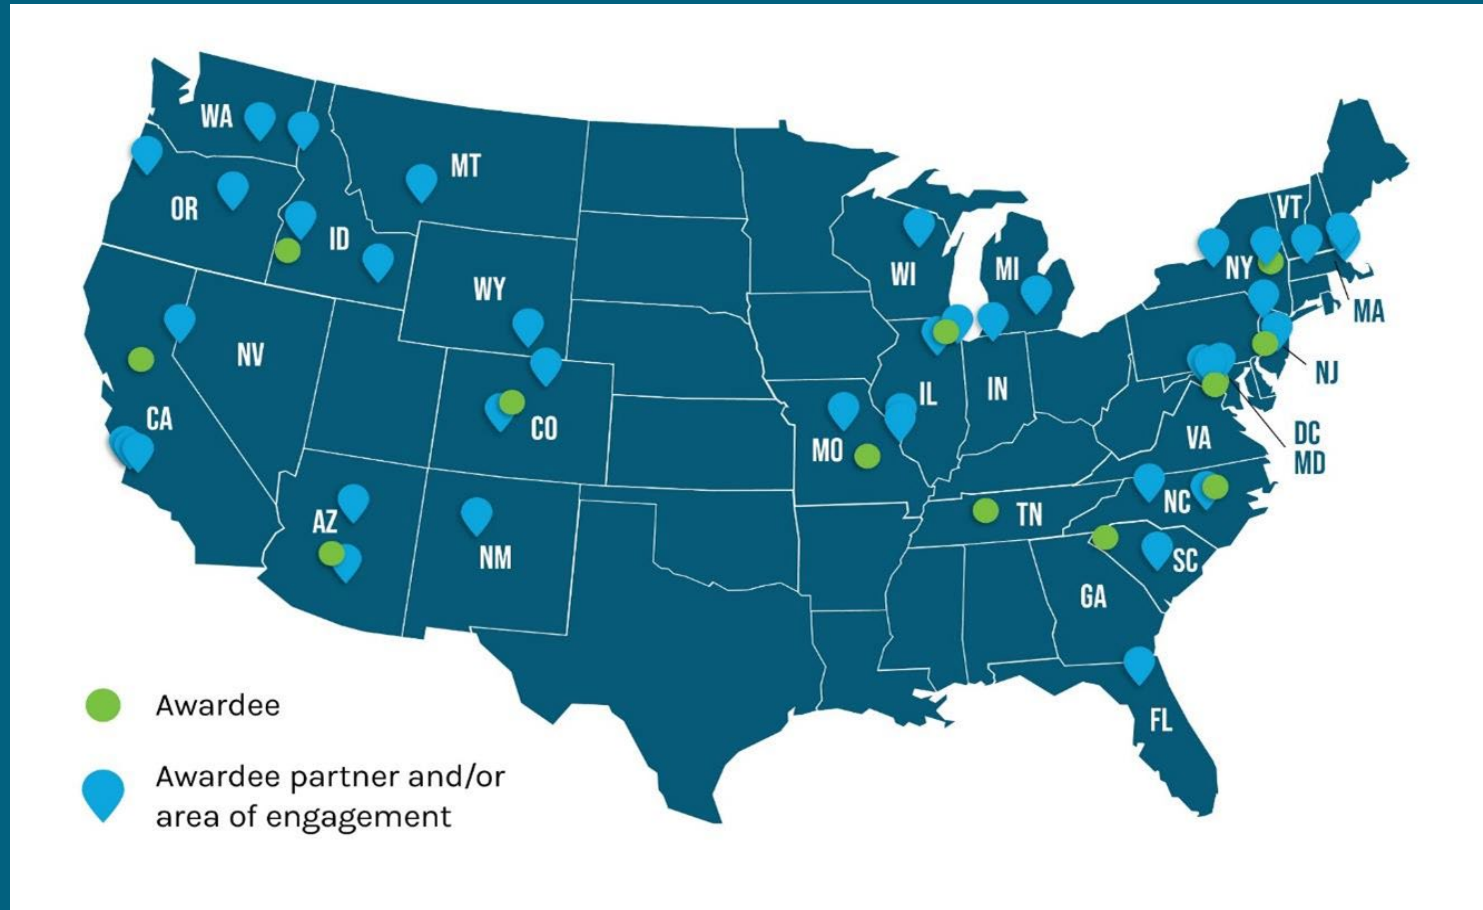 WA
MT
VT
OR
ID
WI
MI
NY
WY
MA
NV
NJ
IL
IN
CA
CO
MO
VA
DC
MD
AZ
NC
TN
NM
SC
GA
Awardee
FL
Awardee partner and/or
area of engagement